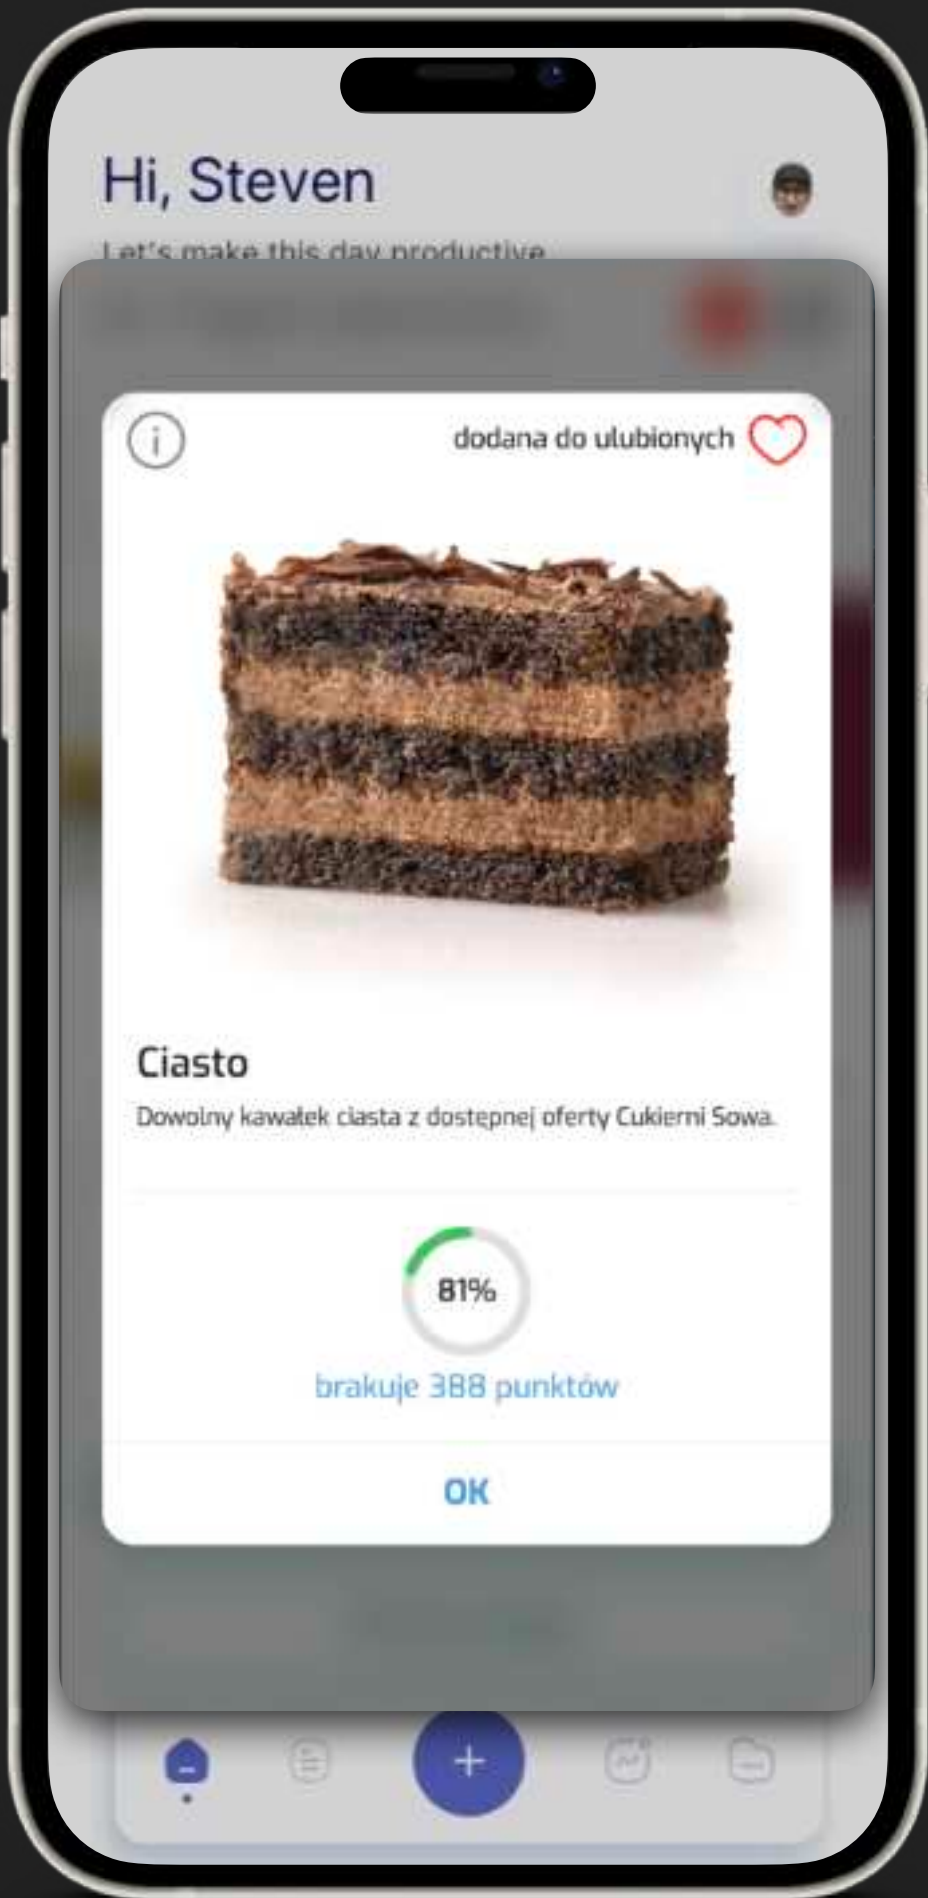 Hi, Steven
Let's make this day productive
dodana do ulubionych
Ciasto
Dowolny kawałek ciasta z dostępnej oferty Cukierni Sowa.
81%
brakuje 388 punktów
OK